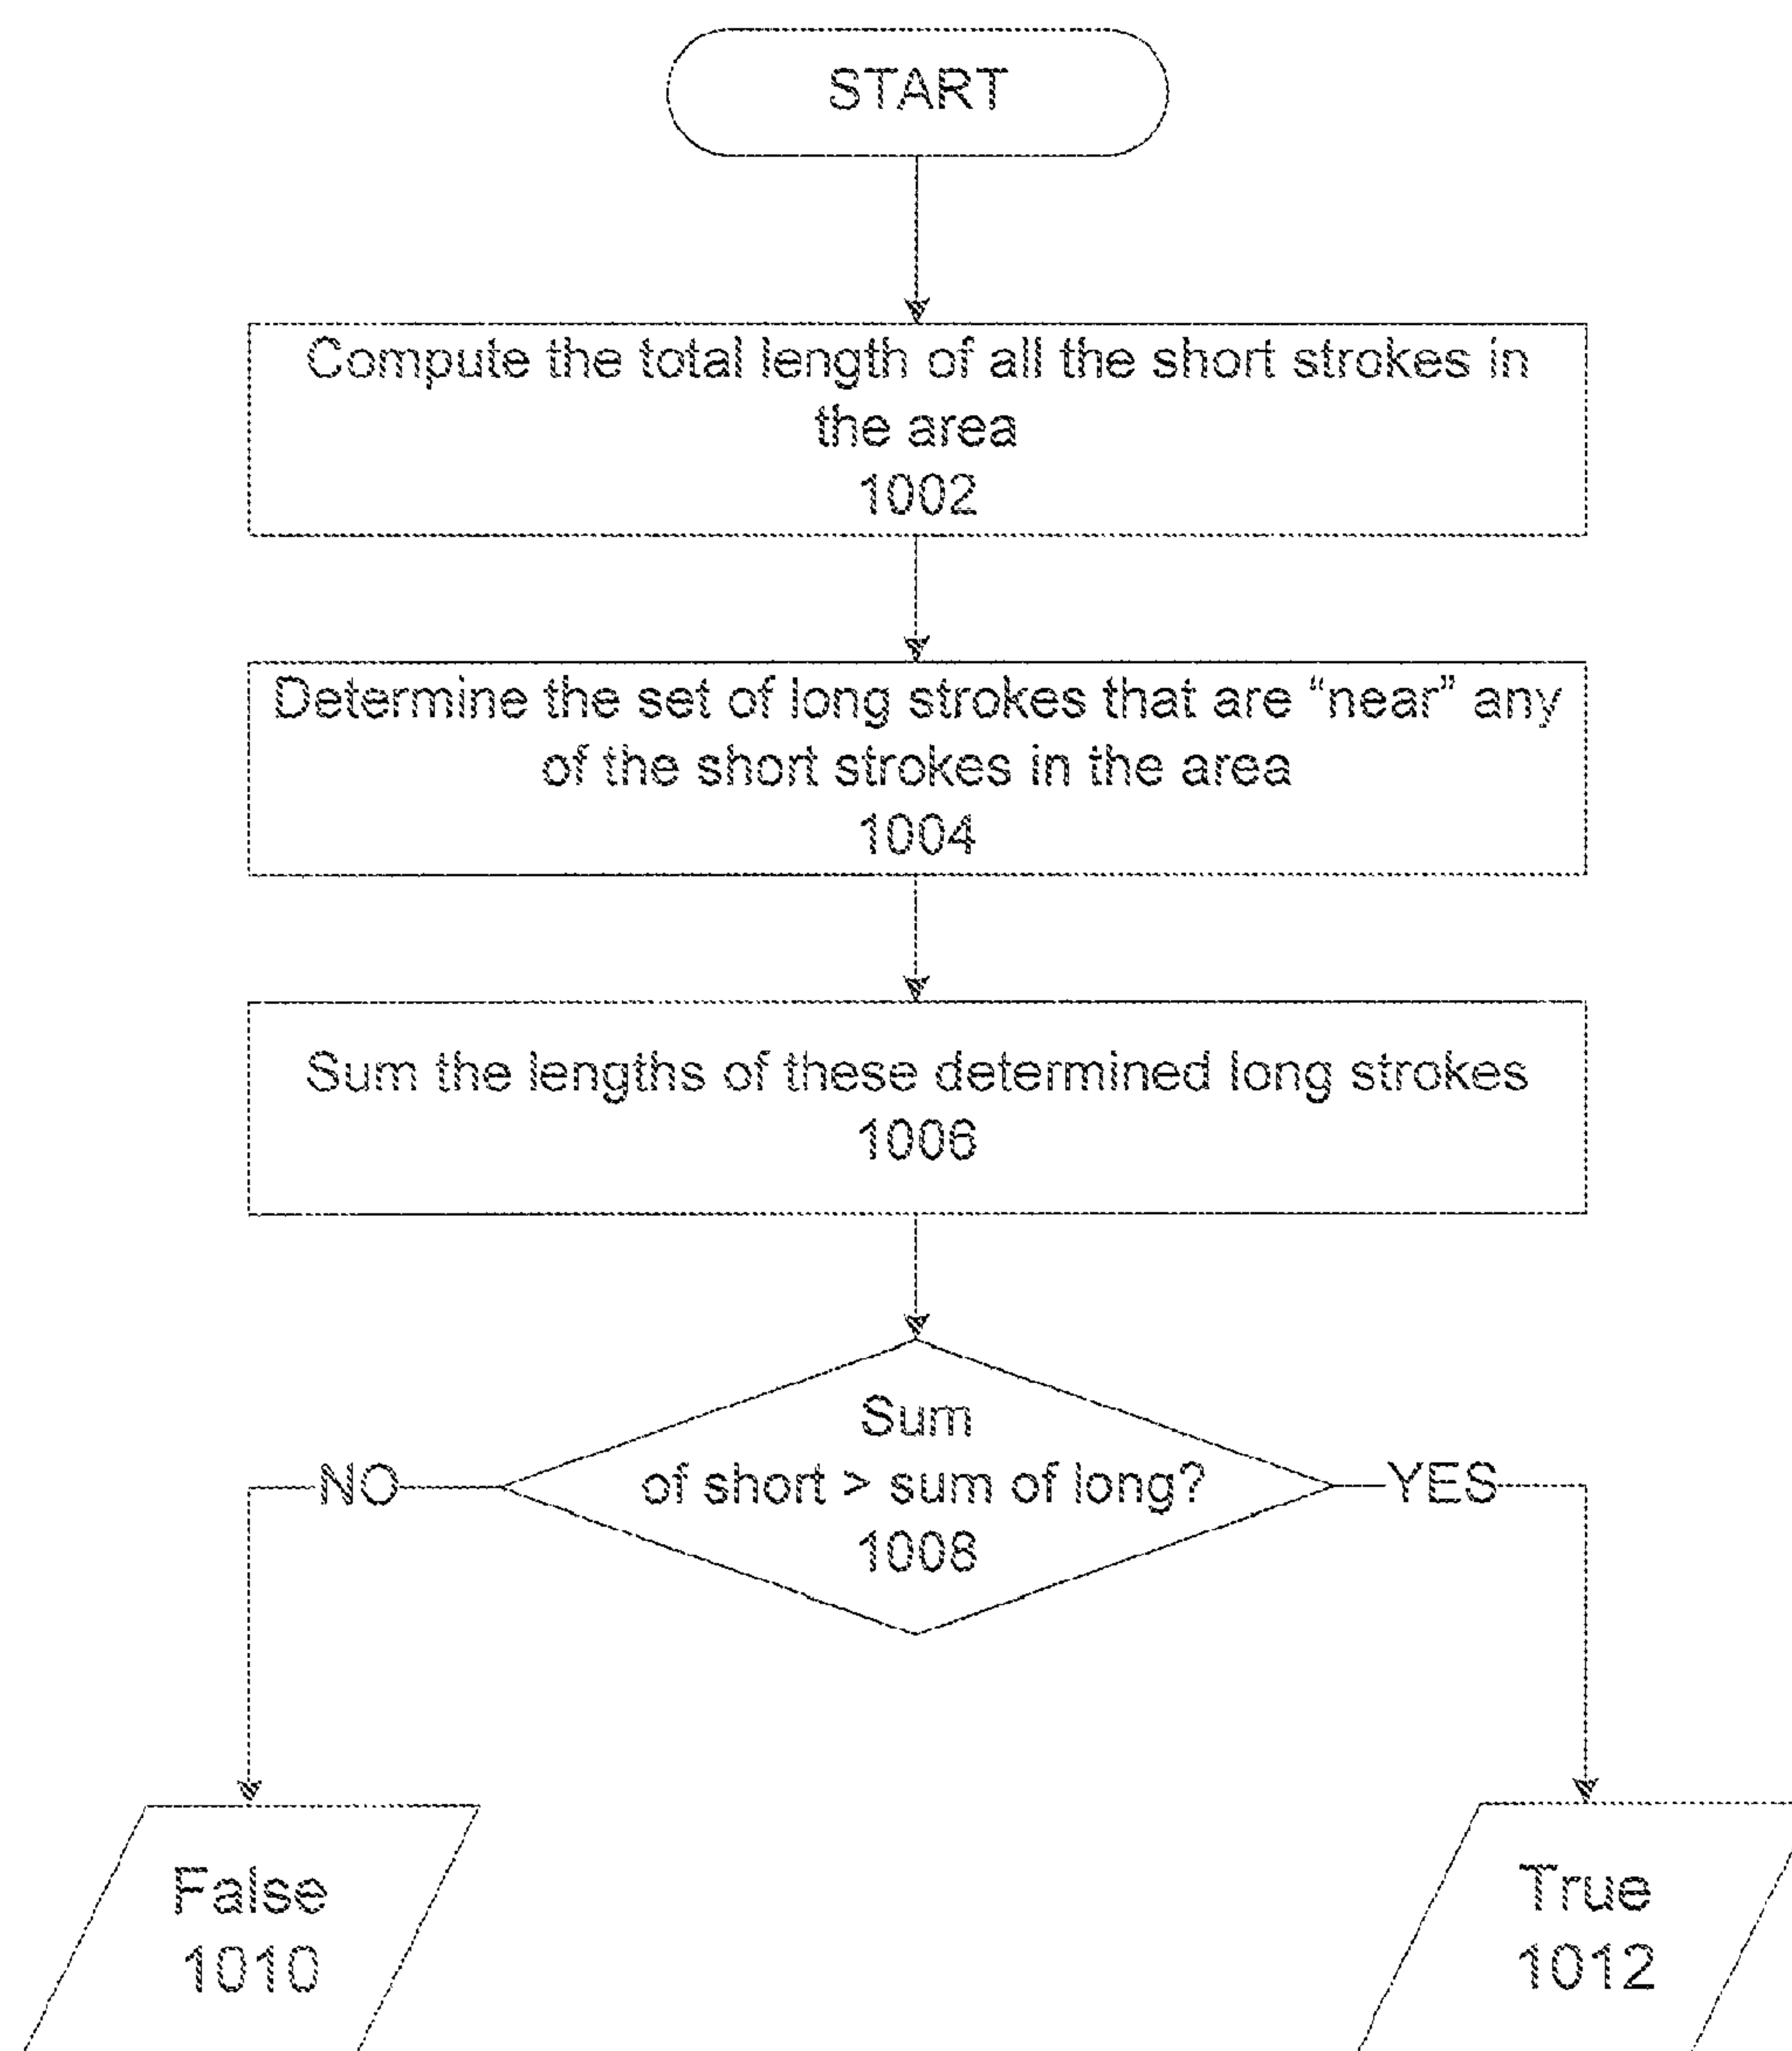 START
Compute the total length of all the short strokes in
the area
1002
Determine the set of long strokes that are “near” any
of the short strokes in the area
1004
Sum the lengths of these determined long strokes
1006
Sum
of short > sum of long?
1008
NO
YES
False
1010
True
1012